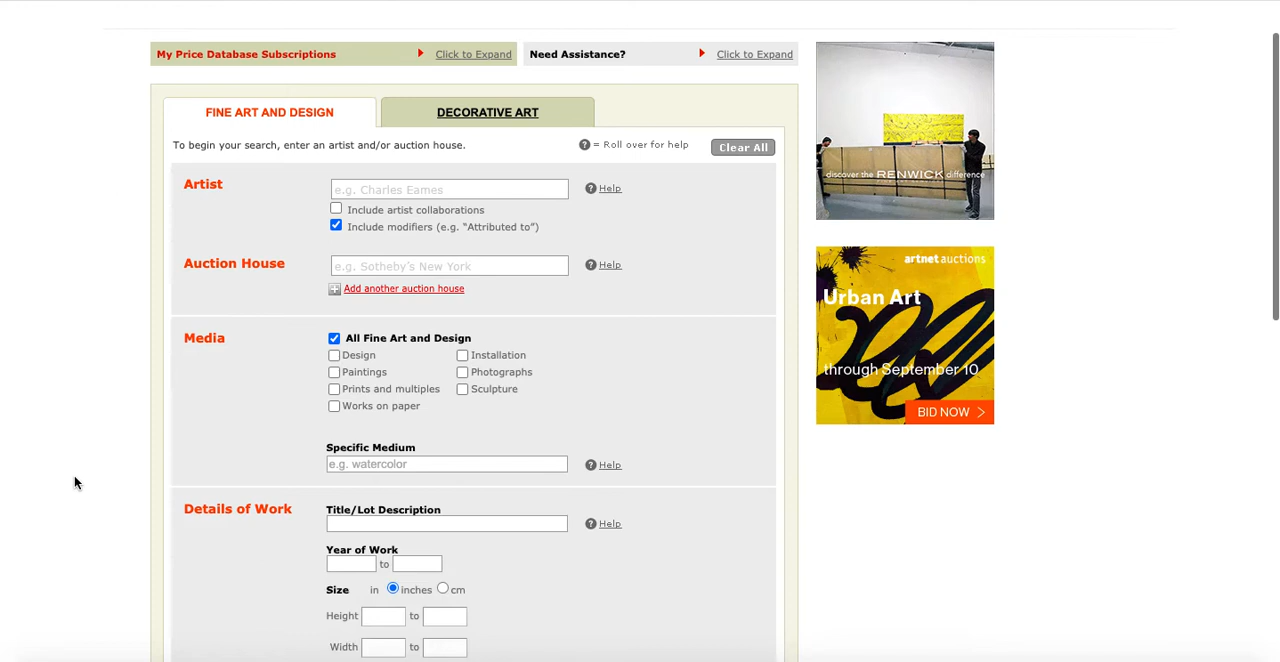 My Price Database Subscriptions Click to Expand Need Assistance? Click to Expand
FINE ART AND DESIGN DECORATIVE ART
To begin your search, enter an artist and/or auction house. ? = Roll over for help Clear All
Artist e.g. Charles Eames ? Help
Include artist collaborations
Include modifiers (e.g. “Attributed to”)
Auction House e.g. Sotheby's New York ? Help
Add another auction house
Media All Fine Art and Design
Design Installation
Paintings Photographs
Prints and multiples Sculpture
Works on paper
Specific Medium
e.g. watercolor ? Help
Details of Work Title/Lot Description
? Help
Year of Work
to
Size in inches cm
Height to
Width to
discover the RENWICK difference
artnet auctions
Urban Art
through September 10
BID NOW >